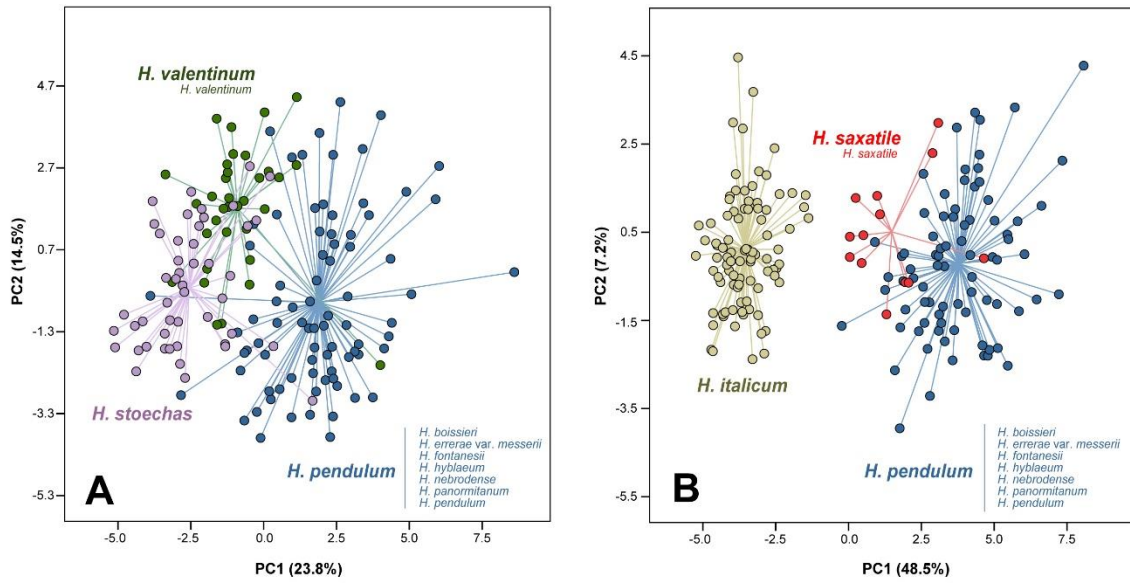 H. valentinum
H. valentinum
H. stoechas
H. pendulum
H. boissieri
H. errerae var. messerii
H. fontanesii
H. hyblaeum
H. nebrodense
H. panormitanum
H. pendulum
A
PC2 (14.5%)
4.7
2.7
0.7
-1.3
-3.3
-5.3
-5.0
-2.5
0.0
2.5
5.0
7.5
PC1 (23.8%)
H. saxatile
H. saxatile
H. italicum
H. pendulum
H. boissieri
H. errerae var. messerii
H. fontanesii
H. hyblaeum
H. nebrodense
H. panormitanum
H. pendulum
B
PC2 (7.2%)
4.5
2.5
0.5
-1.5
-3.5
-5.5
-5.0
-2.5
0.0
2.5
5.0
7.5
PC1 (48.5%)